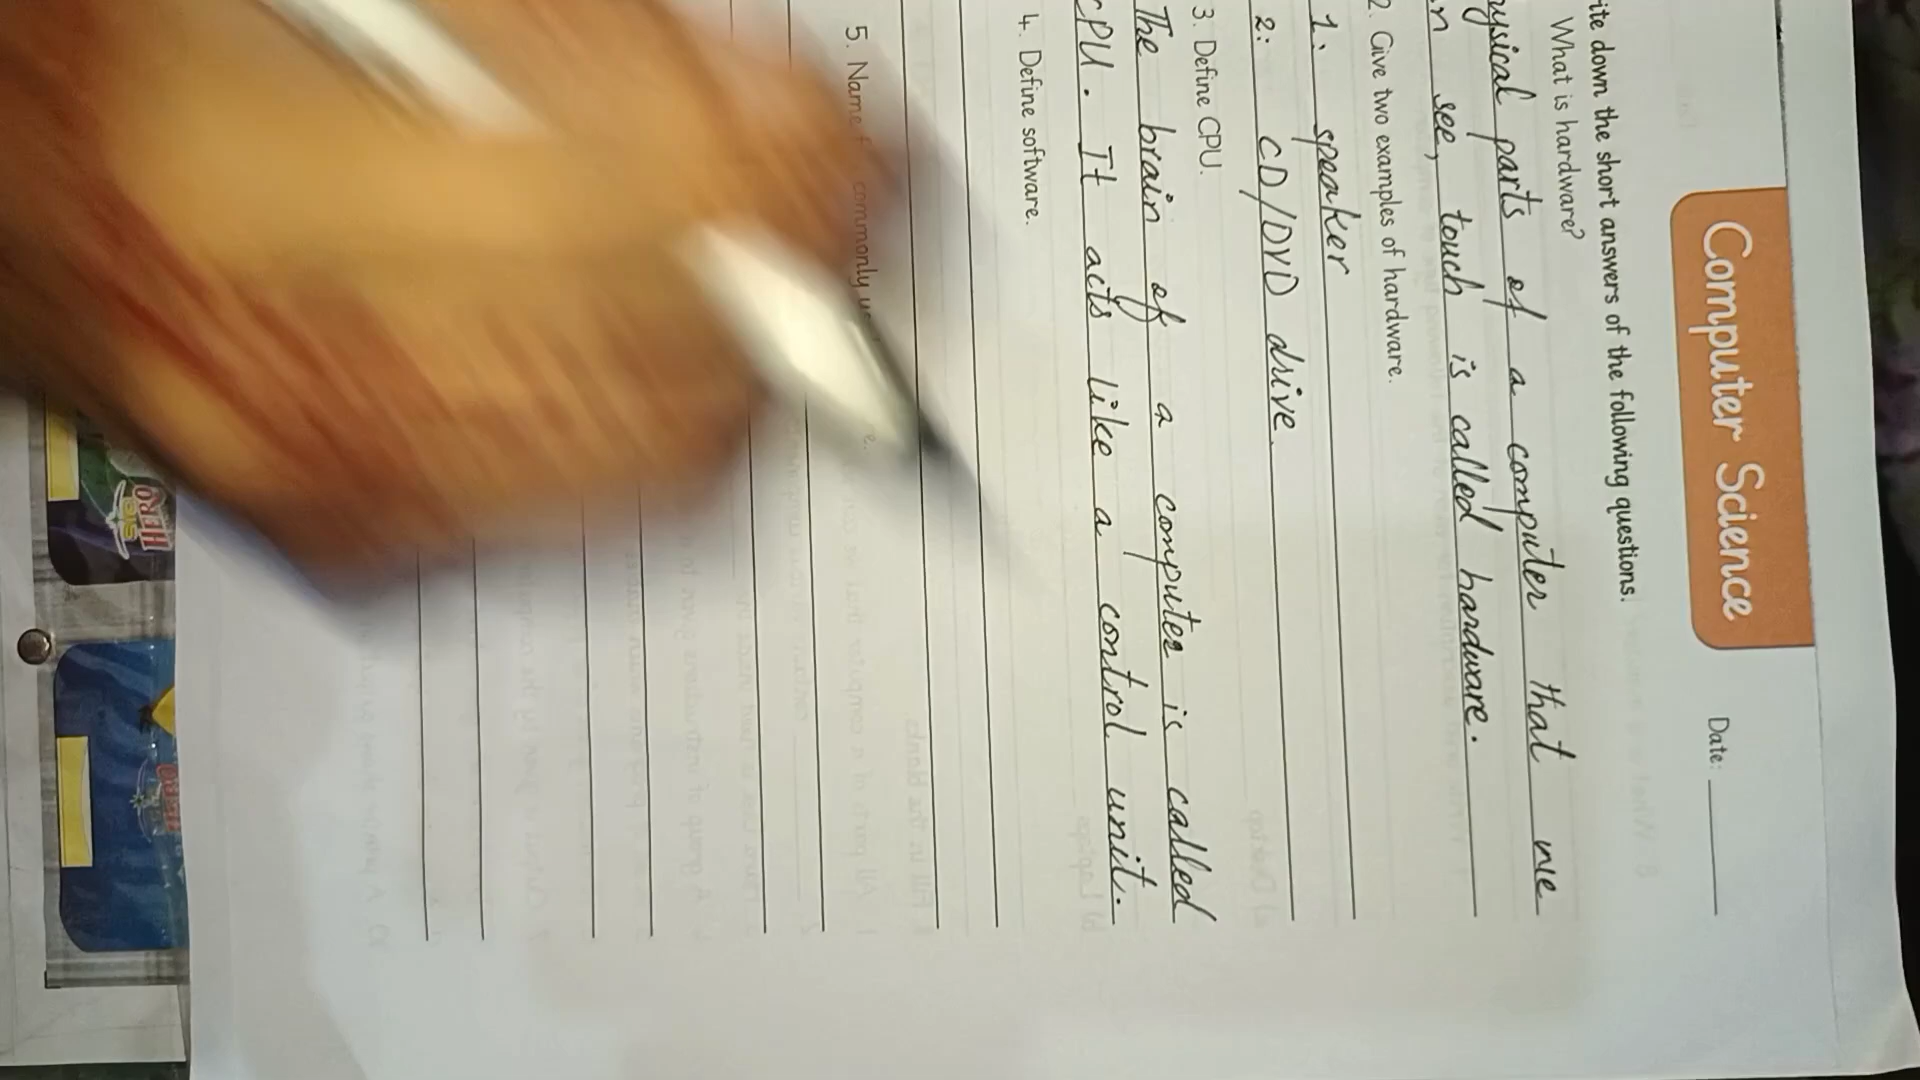 Computer Science
Date:
ite down the short answers of the following questions.
What is hardware?
ysical parts of a computer that we
n see, touch is called hardware.
2. Give two examples of hardware.
1: speaker
2: CD/DVD drive
3. Define CPU.
The brain of a computer is called
CPU. It acts like a control unit.
4. Define software.
5. Name commonly
HERO